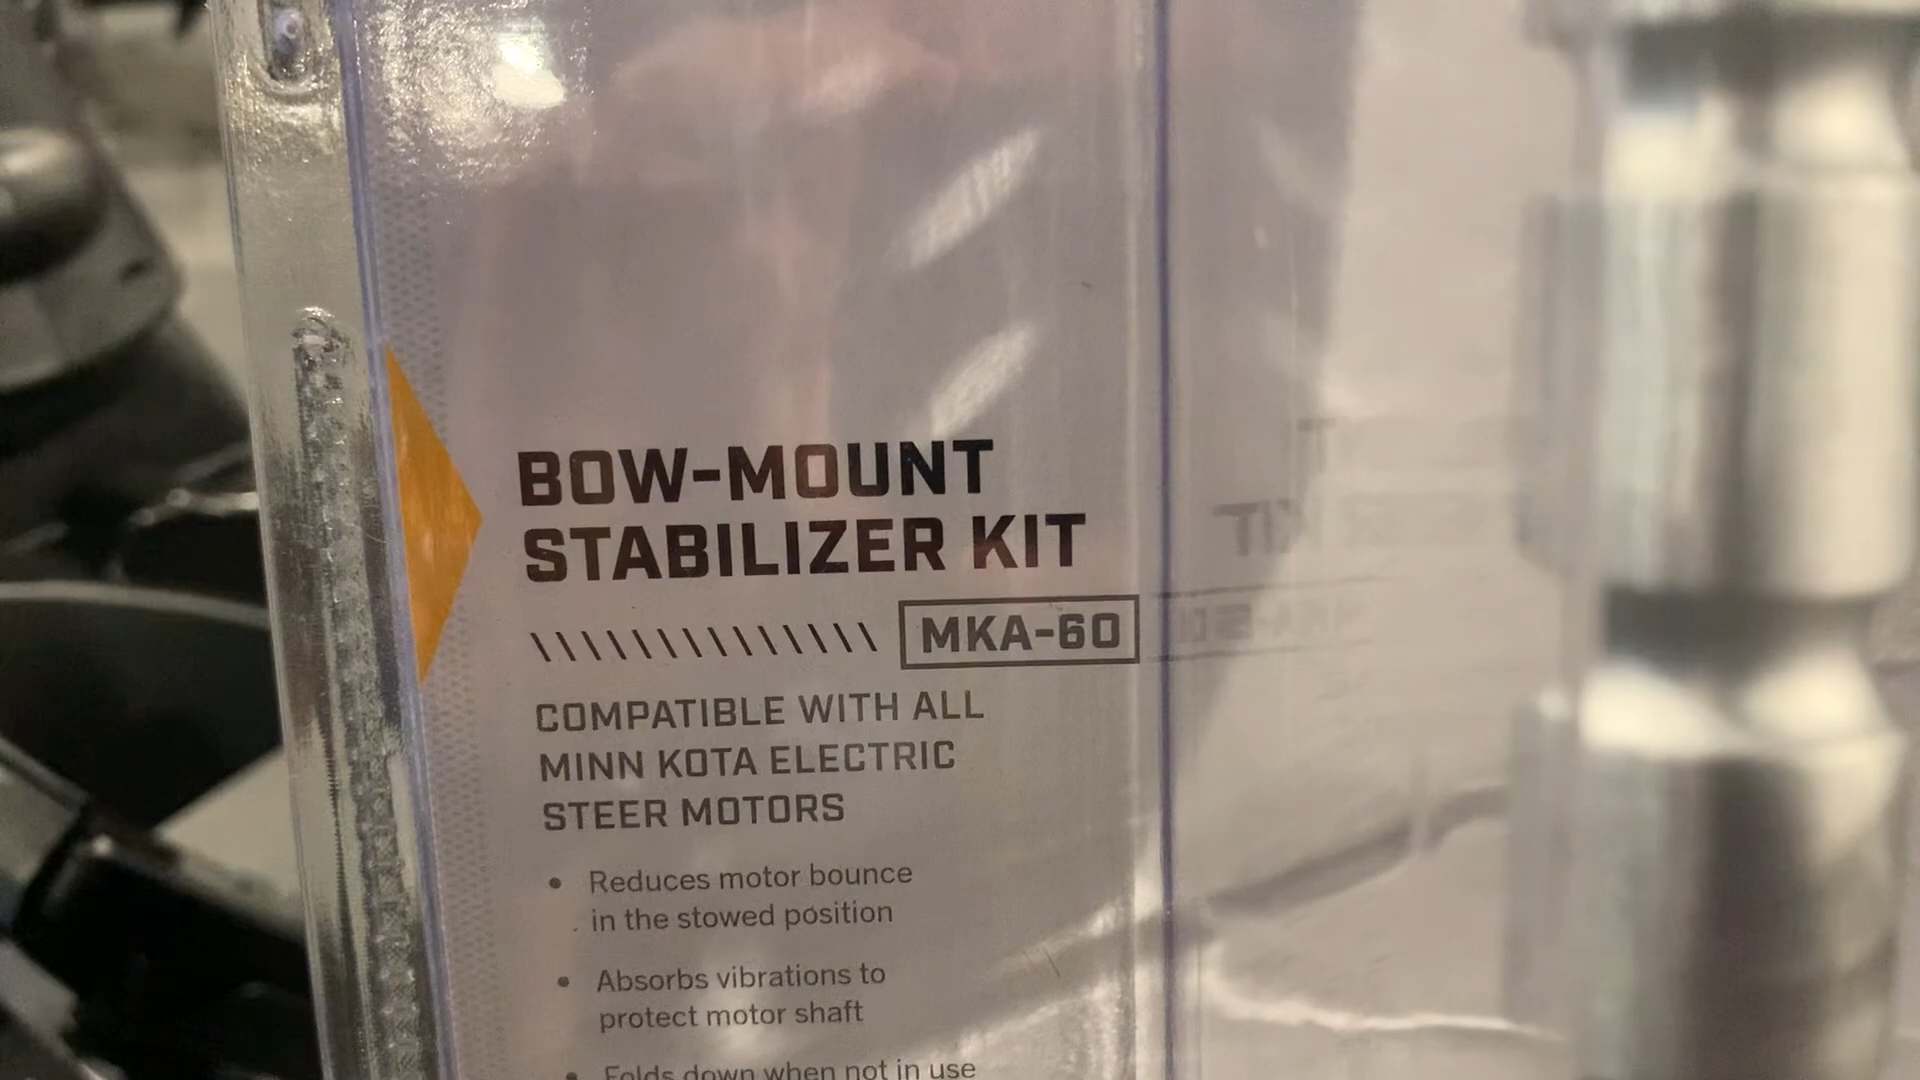 BOW-MOUNT
STABILIZER KIT
MKA-60
COMPATIBLE WITH ALL
MINN KOTA ELECTRIC
STEER MOTORS
• Reduces motor bounce
in the stowed position
• Absorbs vibrations to
protect motor shaft
• Folds down when not in use